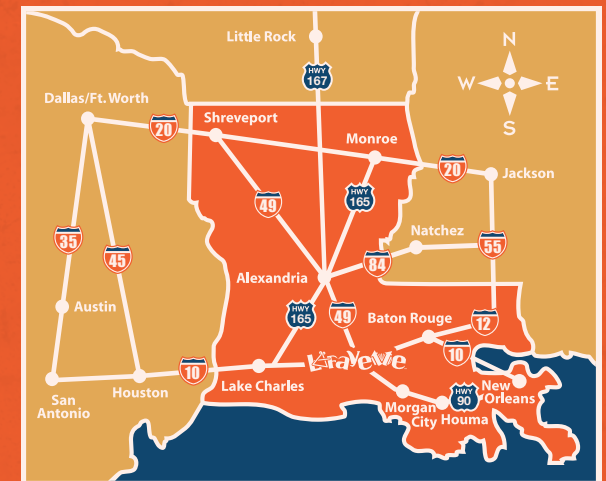 Little Rock
N
HWY
167
W
E
S
Dallas/Ft. Worth
Shreveport
20
Monroe
20
Jackson
49
HWY
165
Natchez
35
45
84
55
Alexandria
Austin
HWY
165
49
Baton Rouge
12
10
10
Lafayette
Lake Charles
San
Antonio
Houston
Morgan
City
Houma
HWY
90
New
Orleans